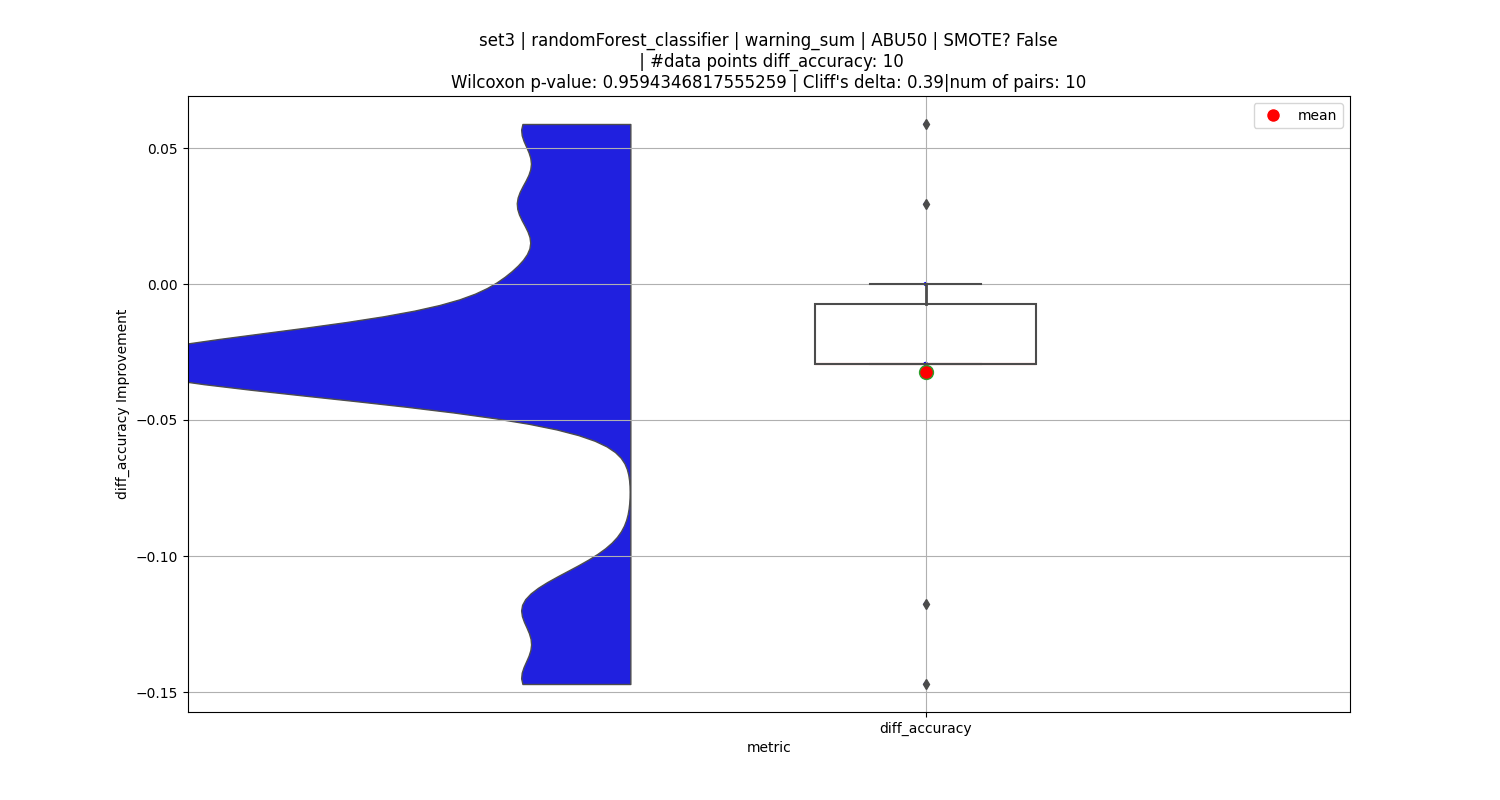 set3 | randomForest_classifier | warning_sum | ABU50 | SMOTE? False
| #data points diff_accuracy: 10
Wilcoxon p-value: 0.9594346817555259 | Cliff's delta: 0.39|num of pairs: 10
mean
0.05
0.00
−0.05
−0.10
−0.15
diff_accuracy Improvement
diff_accuracy
metric